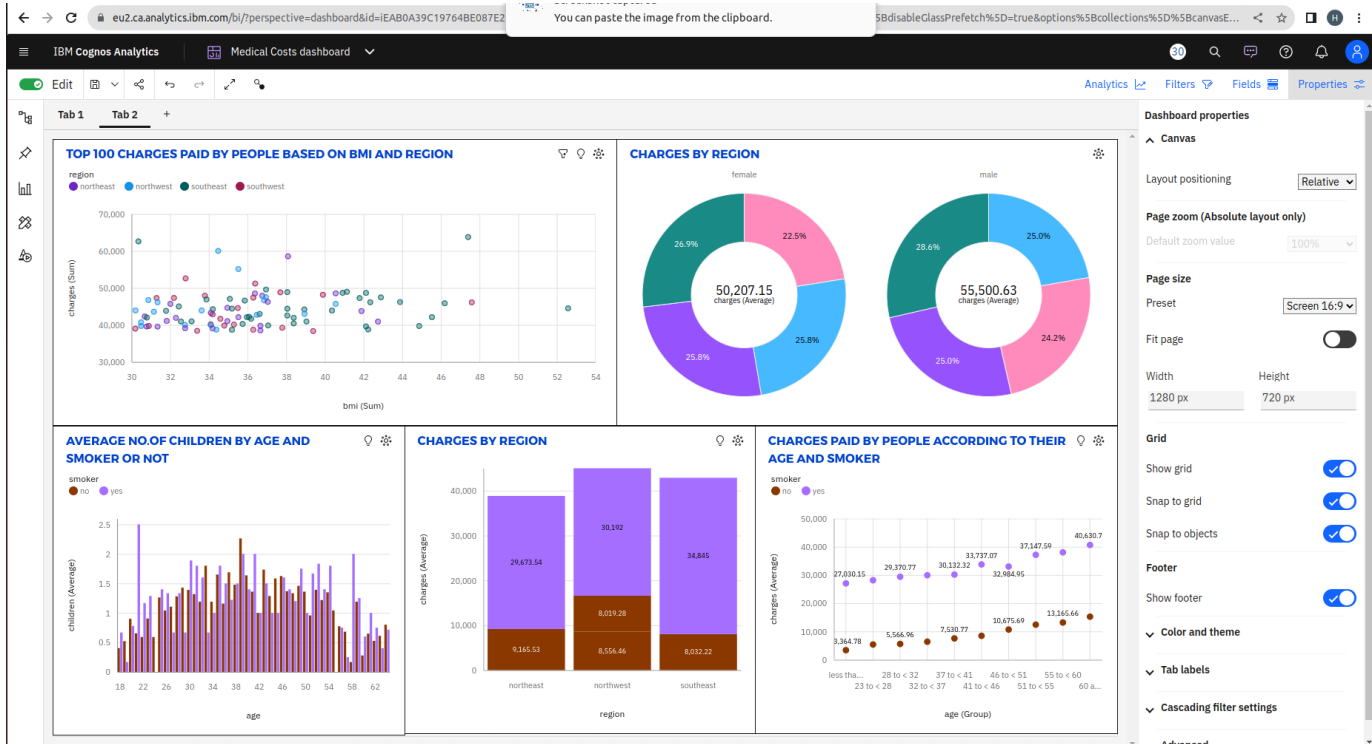 You can paste the image from the clipboard.
eu2.ca.analytics.ibm.com/bi/?perspective=dashboard&id=iEAB0A39C19764BE087E2
5BdisableGlassPrefetch%5D=true&options%5Bcollections%5D%5BcanvasE...
H
IBM Cognos Analytics
Medical Costs dashboard
30
Edit
Analytics
Filters
Fields
Properties
Tab 1
Tab 2
+
TOP 100 CHARGES PAID BY PEOPLE BASED ON BMI AND REGION
region
northeast northwest southeast southwest
charges (Sum)
70,000
60,000
50,000
40,000
30,000
30 32 34 36 38 40 42 44 46 48 50 52 54
bmi (Sum)
CHARGES BY REGION
female
male
26.9%
22.5%
25.8%
25.8%
50,207.15
charges (Average)
28.6%
25.0%
24.2%
25.0%
55,500.63
charges (Average)
AVERAGE NO.OF CHILDREN BY AGE AND
SMOKER OR NOT
smoker
no yes
children (Average)
2.5
2
1.5
1
0.5
0
18 22 26 30 34 38 42 46 50 54 58 62
age
CHARGES BY REGION
charges (Average)
40,000
30,000
20,000
10,000
0
29,673.54
9,165.53
30,192
8,019.28
8,556.46
34,845
8,032.22
northeast northwest southeast
region
CHARGES PAID BY PEOPLE ACCORDING TO THEIR
AGE AND SMOKER
smoker
no yes
charges (Average)
50,000
40,000
30,000
20,000
10,000
0
27,030.15
29,370.77
30,132.32
33,737.07
32,984.95
37,147.59
40,630.7
3,364.78
5,566.96
7,530.77
10,675.69
13,165.66
less tha... 28 to < 32 37 to < 41 46 to < 51 55 to < 60
23 to < 28 32 to < 37 41 to < 46 51 to < 55 60 a...
age (Group)
Dashboard properties
Canvas
Layout positioning
Relative
Page zoom (Absolute layout only)
Default zoom value
100%
Page size
Preset
Screen 16:9
Fit page
Width
Height
1280 px
720 px
Grid
Show grid
Snap to grid
Snap to objects
Footer
Show footer
Color and theme
Tab labels
Cascading filter settings